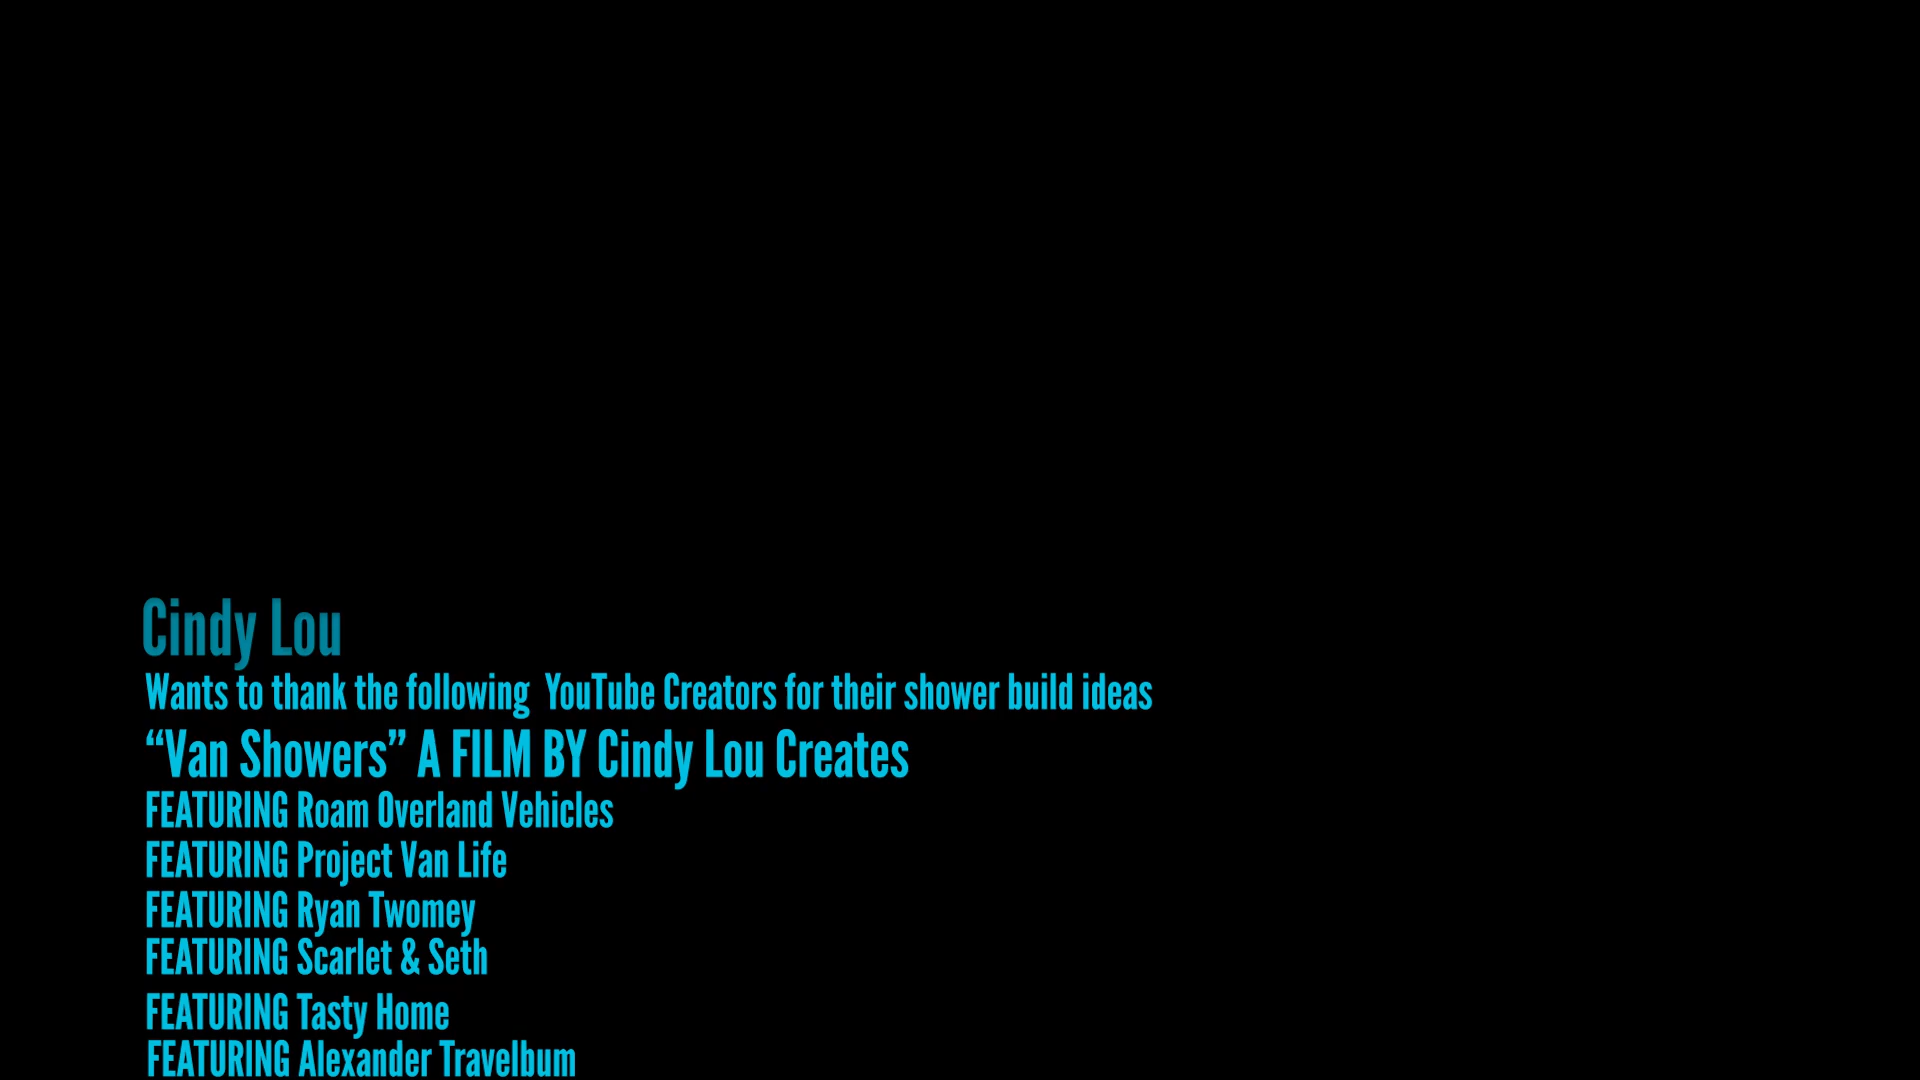 Cindy Lou
Wants to thank the following  YouTube Creators for their shower build ideas
“Van Showers” A FILM BY Cindy Lou Creates
FEATURING Roam Overland Vehicles
FEATURING Project Van Life
FEATURING Ryan Twomey
FEATURING Scarlet & Seth
FEATURING Tasty Home
FEATURING Alexander Travelbum